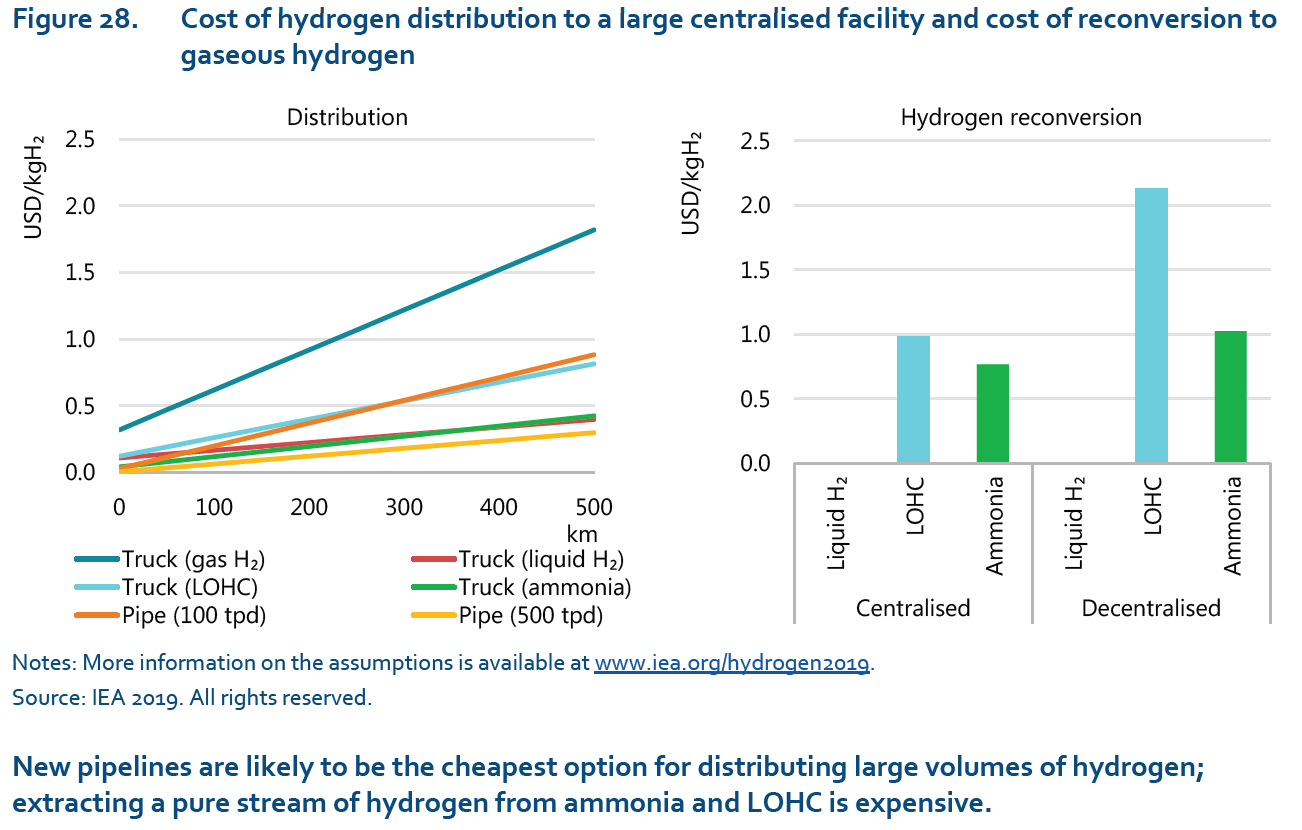 Figure 28. Cost of hydrogen distribution to a large centralised facility and cost of reconversion to
gaseous hydrogen
Distribution
USD/kgH₂
2.5
2.0
1.5
1.0
0.5
0.0
0 100 200 300 400 500
km
Truck (gas H₂) Truck (liquid H₂)
Truck (LOHC) Truck (ammonia)
Pipe (100 tpd) Pipe (500 tpd)
Hydrogen reconversion
USD/kgH₂
2.5
2.0
1.5
1.0
0.5
0.0
Liquid H₂
LOHC
Ammonia
Liquid H₂
LOHC
Ammonia
Centralised Decentralised
Notes: More information on the assumptions is available at www.iea.org/hydrogen2019.
Source: IEA 2019. All rights reserved.
New pipelines are likely to be the cheapest option for distributing large volumes of hydrogen;
extracting a pure stream of hydrogen from ammonia and LOHC is expensive.